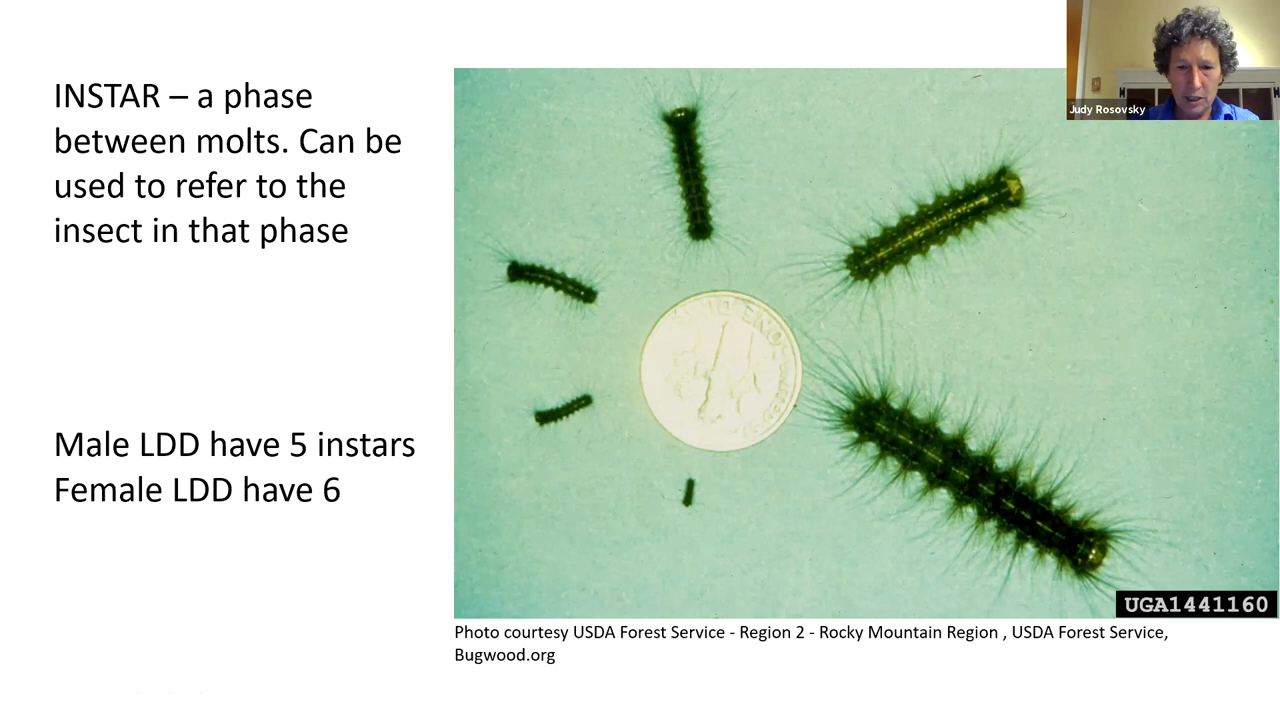 INSTAR – a phase
between molts. Can be
used to refer to the
insect in that phase
Male LDD have 5 instars
Female LDD have 6
Judy Rosovsky
ONE DIME
UGA1441160
Photo courtesy USDA Forest Service - Region 2 - Rocky Mountain Region , USDA Forest Service,
Bugwood.org